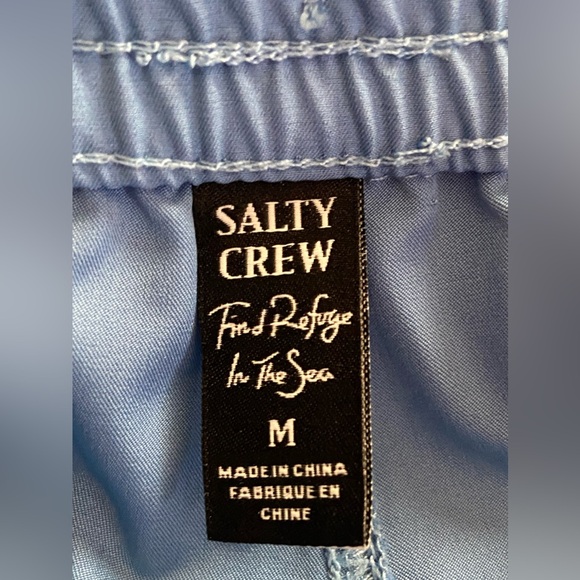 SALTY
CREW
Find Refuge
In The Sea
M
MADE IN CHINA
FABRIQUE EN
CHINE